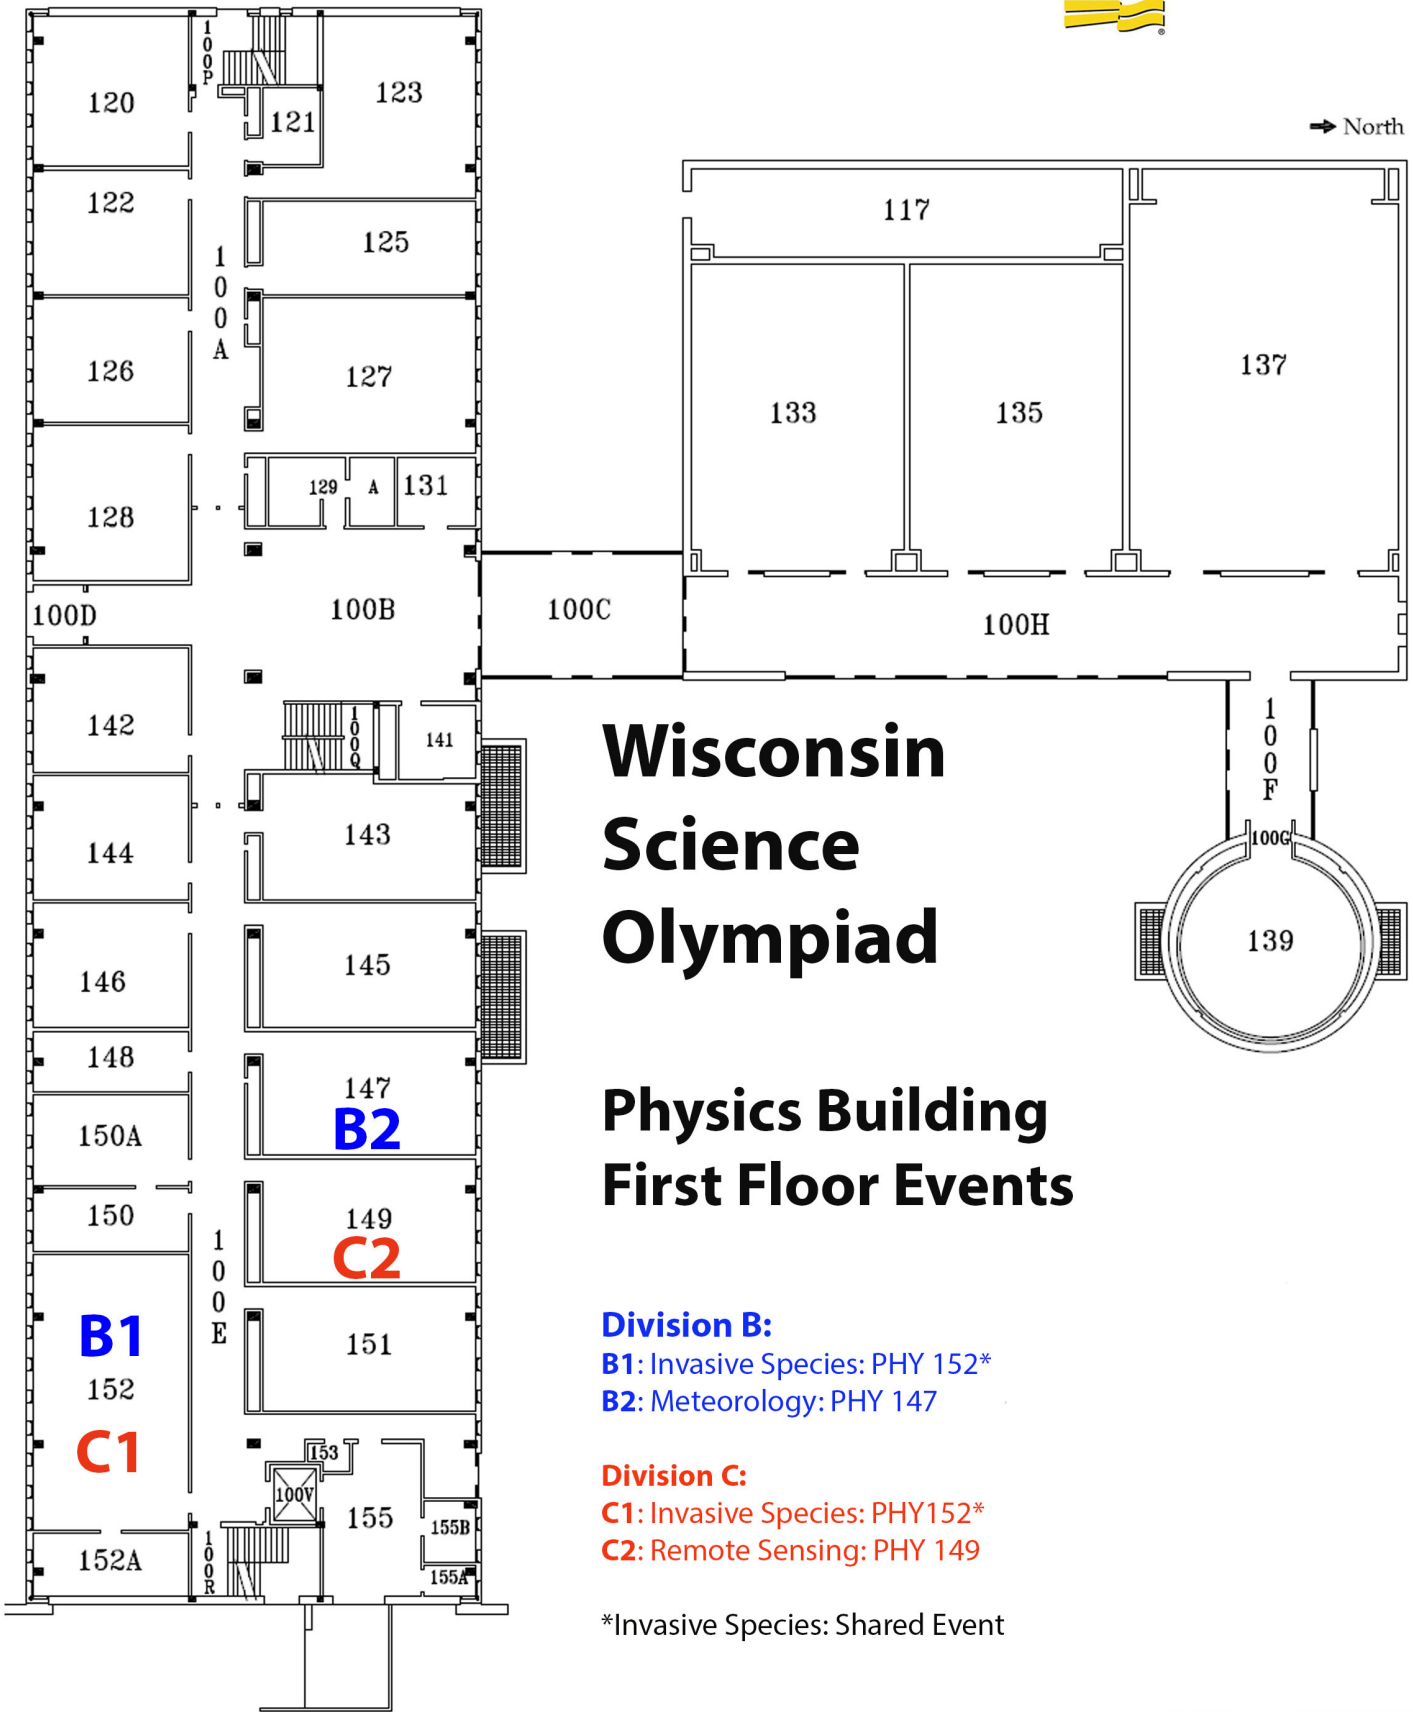 100P
120
121
123
North
122
117
125
100A
126
127
137
133
135
128
129
A
131
100D
100B
100C
100H
142
100Q
141
100F
Wisconsin
Science
Olympiad
144
143
100G
139
146
145
148
147
B2
150A
Physics Building
First Floor Events
150
149
C2
100E
B1
152
C1
151
Division B:
B1: Invasive Species: PHY 152*
B2: Meteorology: PHY 147
153
100V
155
155B
155A
152A
100R
Division C:
C1: Invasive Species: PHY152*
C2: Remote Sensing: PHY 149
*Invasive Species: Shared Event
®